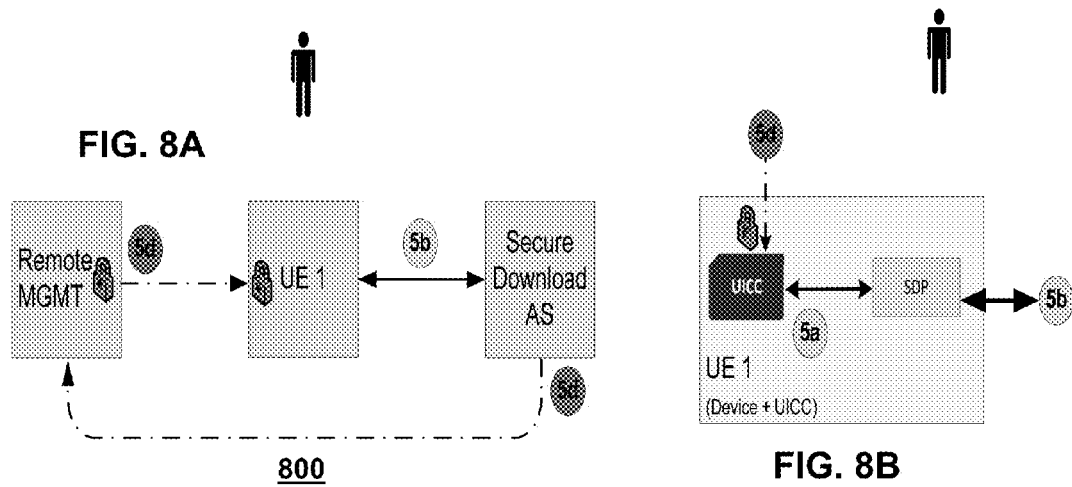 FIG. 8A
Remote
MGMT
5d
UE 1
5b
Secure
Download
AS
5d
800
5d
UICC
5a
SDP
5b
UE 1
(Device + UICC)
FIG. 8B